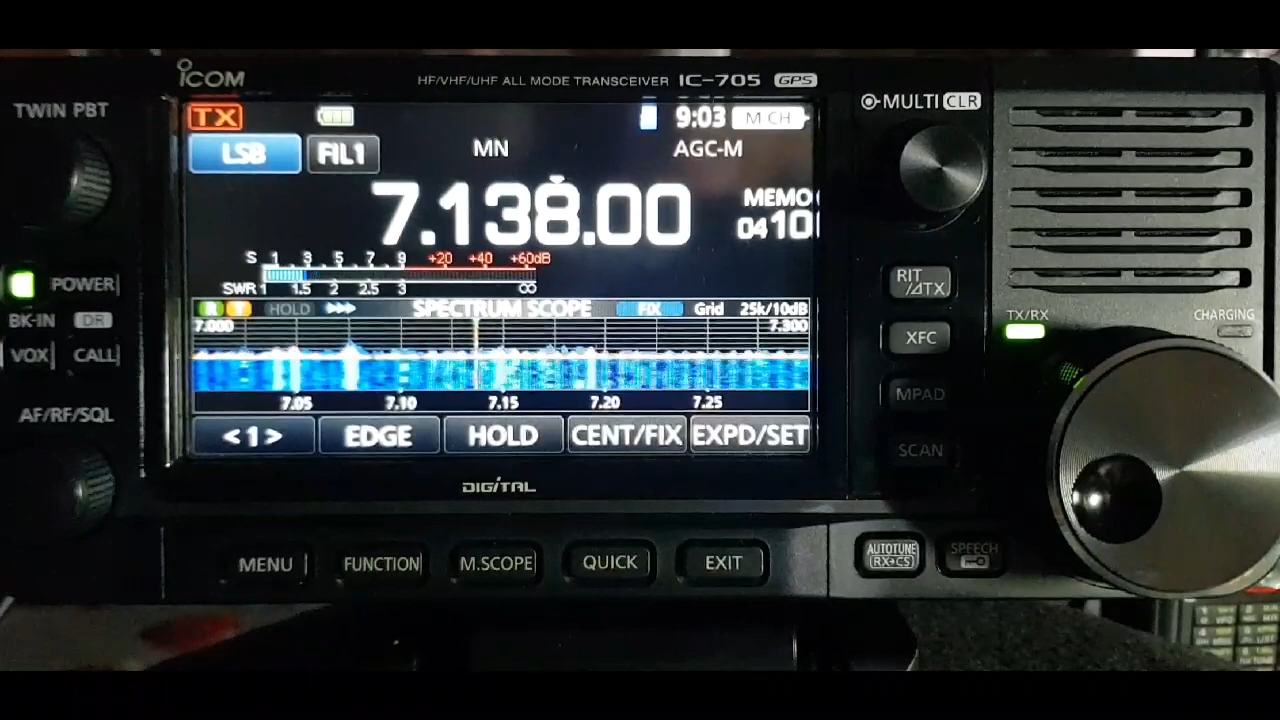 ICOM
HF/VHF/UHF ALL MODE TRANSCEIVER IC-705 GPS
TWIN PBT
MULTI CLR
TX
9:03 M-CH
LSB FIL1 MN AGC-M
7.138.00
MEMO
04 10
S 1 3 5 7 9 +20 +40 +60dB
SWR 1 1.5 2 2.5 3 ∞
POWER
BK-IN DR
VOX CALL
AF/RF/SQL
R T HOLD SPECTRUM SCOPE FIX Grid 25k/10dB
7.000 7.300
7.05 7.10 7.15 7.20 7.25
<1> EDGE HOLD CENT/FIX EXPD/SET
DIGITAL
RIT
/⊿TX
XFC
MPAD
SCAN
TX/RX
CHARGING
MENU FUNCTION M.SCOPE QUICK EXIT
AUTOTUNE
RX→CS
SPEECH